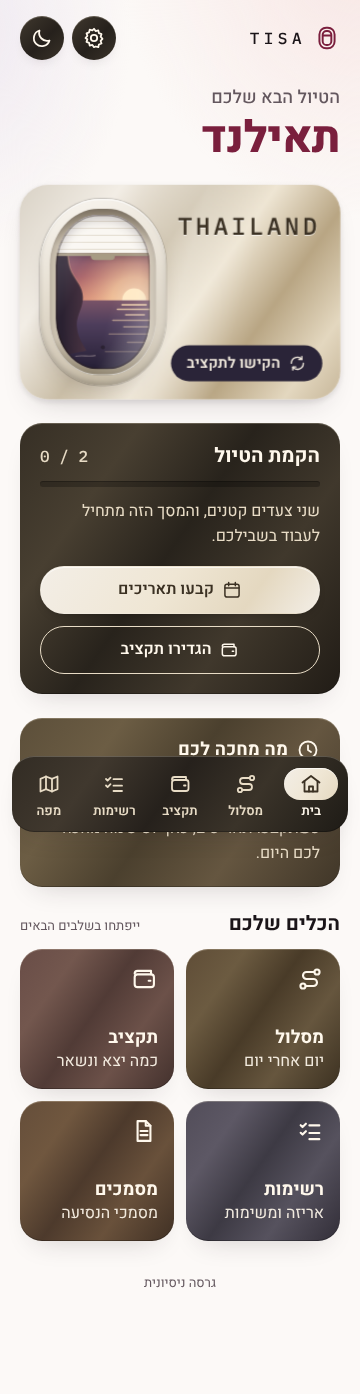 TISA
הטיול הבא שלכם
תאילנד
THAILAND
הקישו לתקציב
הקמת הטיול
0 / 2
שני צעדים קטנים, והמסך הזה מתחיל
לעבוד בשבילכם.
קבעו תאריכים
הגדירו תקציב
מה מחכה לכם
לכם היום.
בית
מסלול
תקציב
רשימות
מפה
הכלים שלכם
ייפתחו בשלבים הבאים
מסלול
יום אחרי יום
תקציב
כמה יצא ונשאר
רשימות
אריזה ומשימות
מסמכים
מסמכי הנסיעה
גרסה ניסיונית